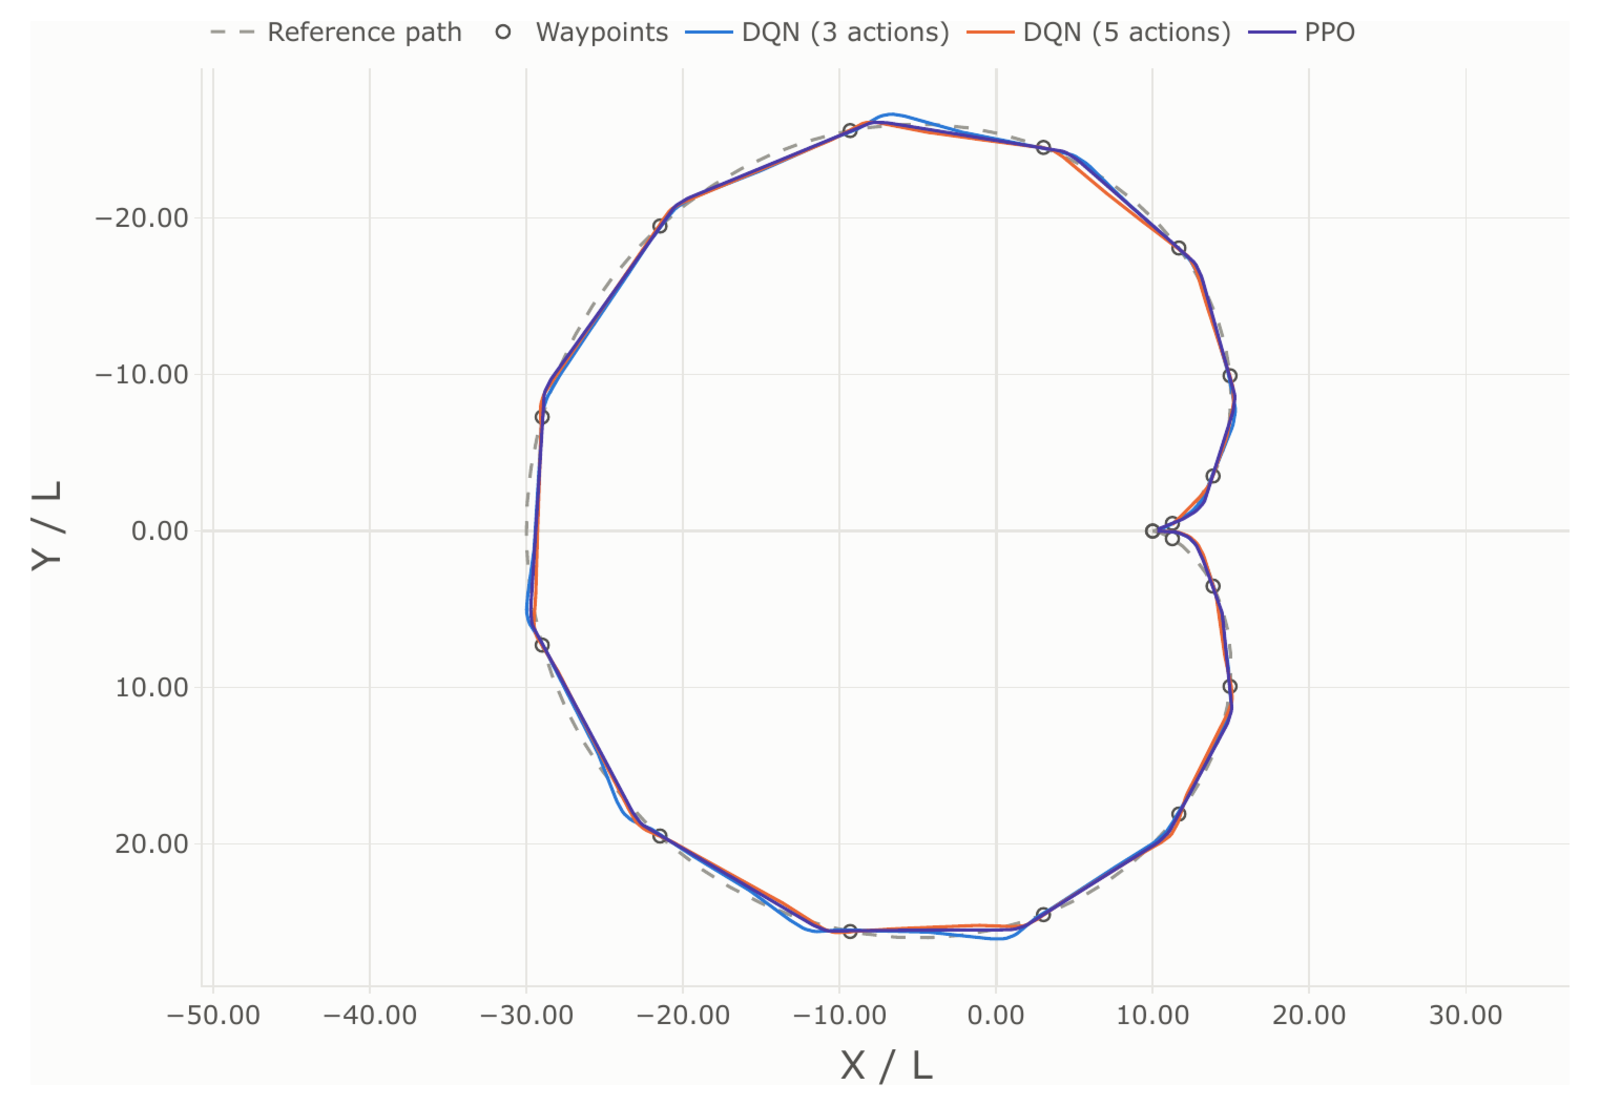 Reference path Waypoints DQN (3 actions) DQN (5 actions) PPO
−20.00
−10.00
0.00
10.00
20.00
Y / L
−50.00 −40.00 −30.00 −20.00 −10.00 0.00 10.00 20.00 30.00
X / L